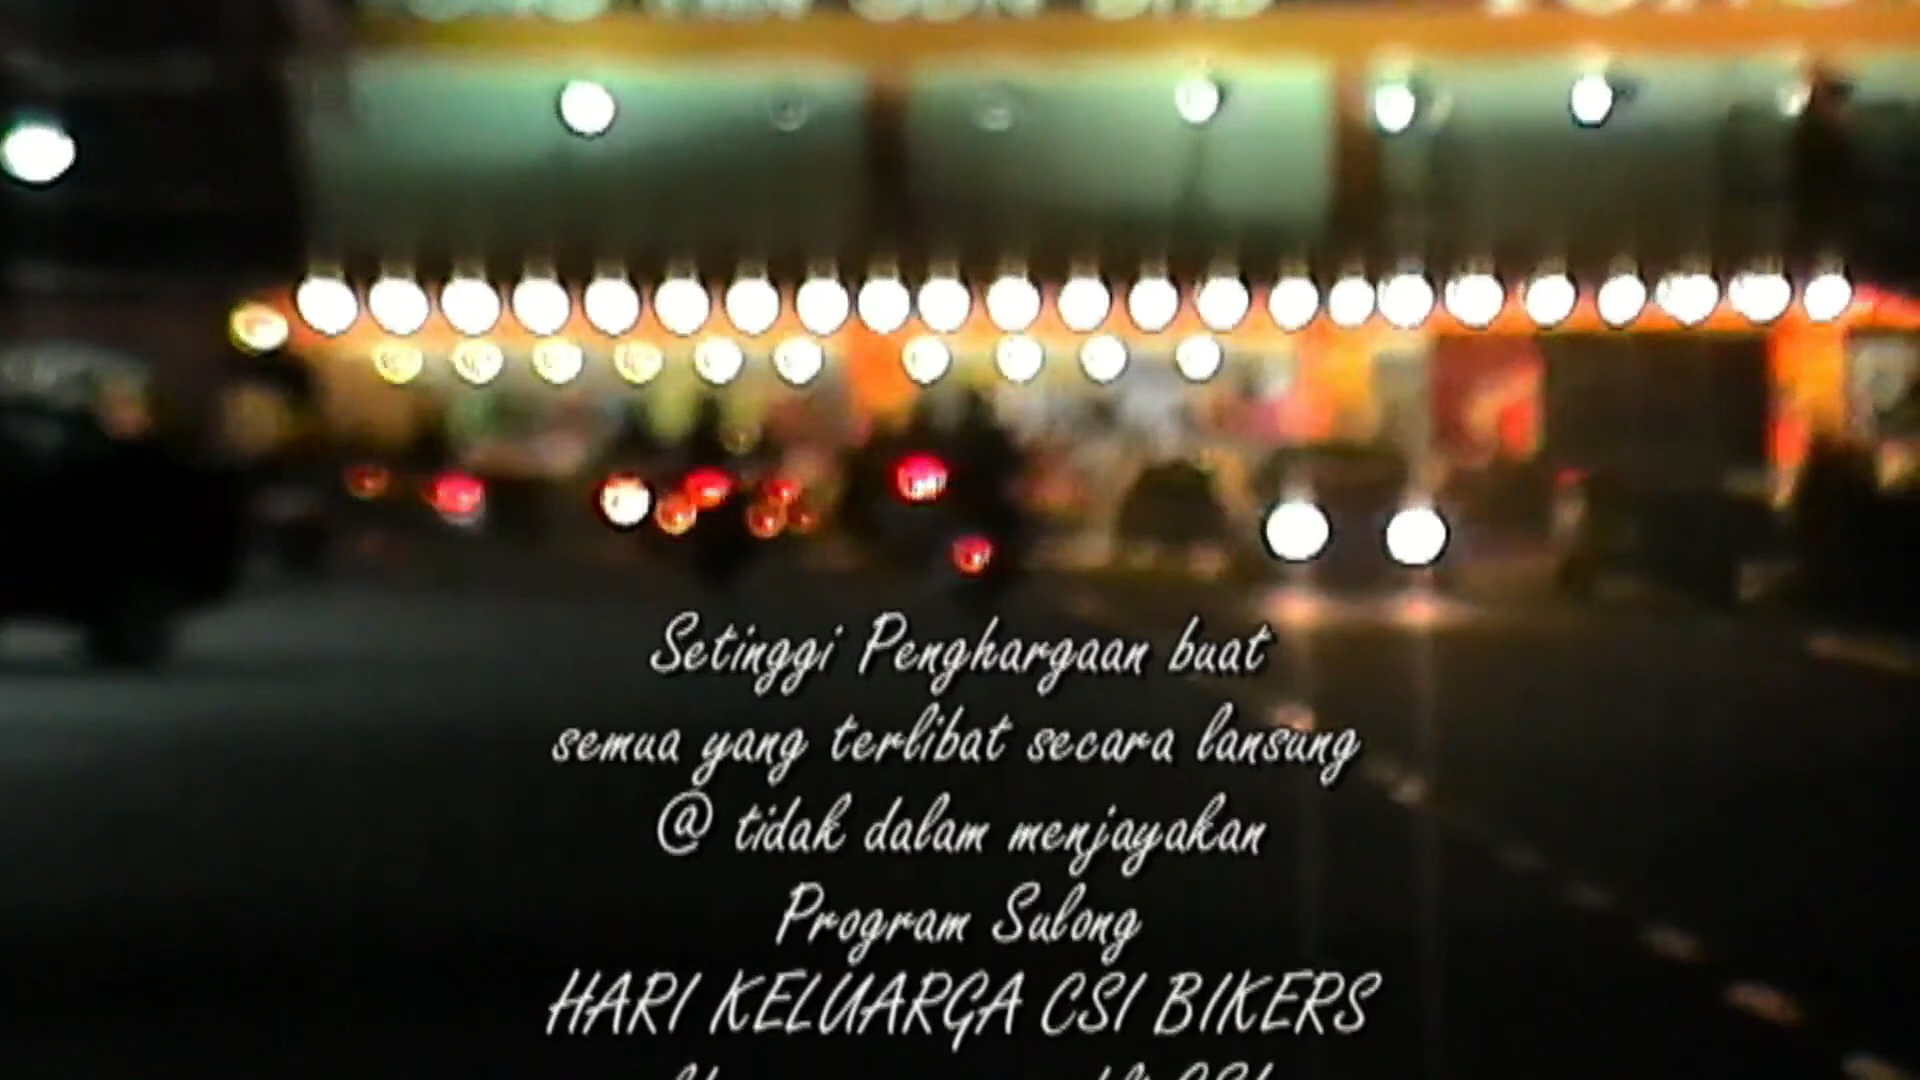 Setinggi Penghargaan buat
semua yang terlibat secara lansung
@ tidak dalam menjayakan
Program Sulong
HARI KELUARGA CSI BIKERS